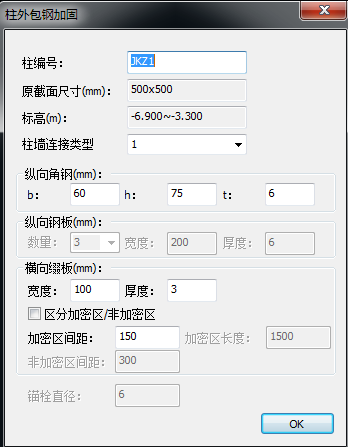 柱外包钢加固
柱编号: JKZ1
原截面尺寸(mm): 500x500
标高(m): -6.900~-3.300
柱墙连接类型 1
纵向角钢(mm):
b: 60 h: 75 t: 6
纵向钢板(mm):
数量: 3 宽度: 200 厚度: 6
横向缀板(mm):
宽度: 100 厚度: 3
区分加密区/非加密区
加密区间距: 150 加密区长度: 1500
非加密区间距: 300
锚栓直径: 6
OK